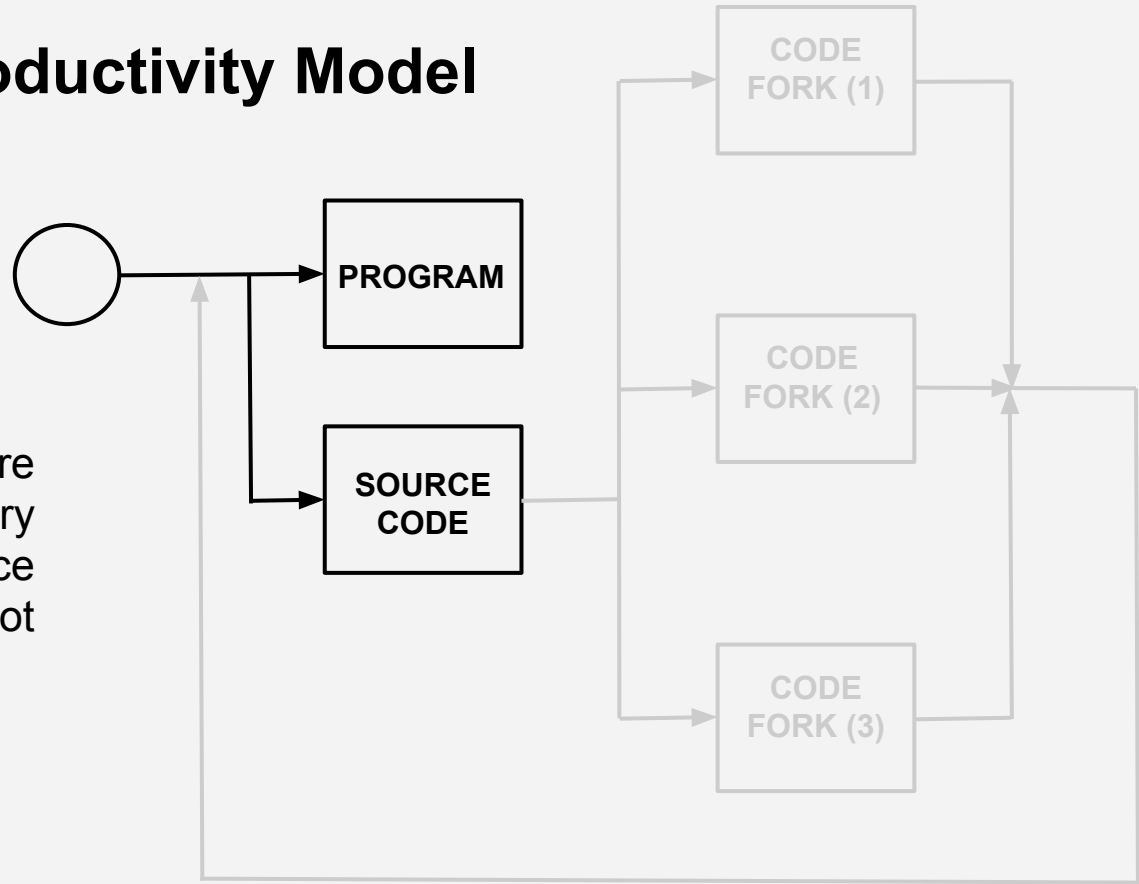 oductivity Model
CODE
FORK (1)
PROGRAM
CODE
FORK (2)
SOURCE
CODE
re
ry
ce
ot
CODE
FORK (3)